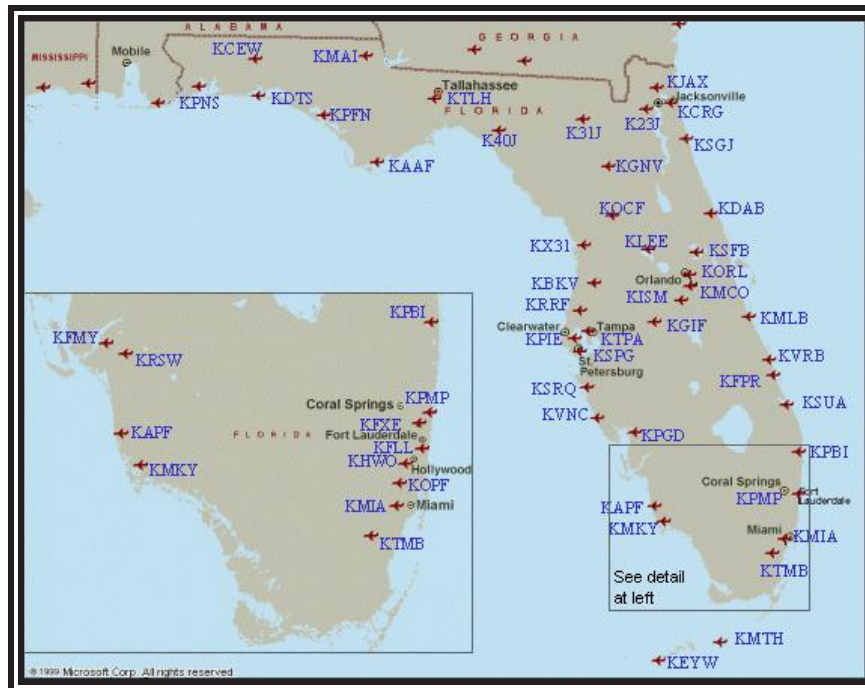 ALABAMA
GEORGIA
MISSISSIPPI
Mobile
KCEW
KMAI
KPNS
KDTS
KPFN
Tallahassee
KTLH
FLORIDA
KAAF
K40J
K31J
K23J
KJAX
Jacksonville
KCRG
KSGJ
KGNV
KOCF
KDAB
KX31
KLEE
KSFB
Orlando
KORL
KMCO
KISM
KBKV
KRRF
KGIF
KMLB
Clearwater
Tampa
KTPA
KPIE
KSPG
St.
Petersburg
KVRB
KFPR
KSRQ
KSUA
KVNC
KPGD
KPBI
Coral Springs
KPMP
Fort
Lauderdale
KAPF
KMKY
Miami
KMIA
KTMB
See detail
at left
KMTH
KEYW
KPBI
KFMY
KRSW
Coral Springs
KPMP
KFXE
KAPF
FLORIDA
Fort Lauderdale
KFLL
KHWO
Hollywood
KMKY
KOPF
KMIA
Miami
KTMB
© 1999 Microsoft Corp. All rights reserved.